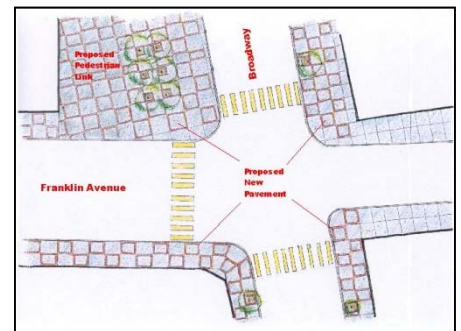 Proposed
Pedestrian
Link
Broadway
Franklin Avenue
Proposed
New
Pavement